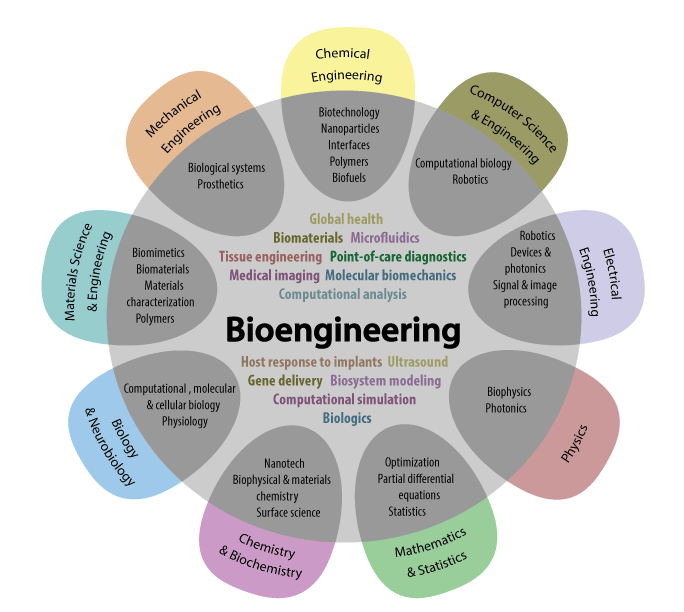 Chemical
Engineering
Biotechnology
Nanoparticles
Interfaces
Polymers
Biofuels
Computer Science
& Engineering
Computational biology
Robotics
Electrical
Engineering
Robotics
Devices &
photonics
Signal & image
processing
Physics
Biophysics
Photonics
Mathematics
& Statistics
Optimization
Partial differential
equations
Statistics
Chemistry
& Biochemistry
Nanotech
Biophysical & materials
chemistry
Surface science
Biology
& Neurobiology
Computational , molecular
& cellular biology
Physiology
Materials Science
& Engineering
Biomimetics
Biomaterials
Materials
characterization
Polymers
Mechanical
Engineering
Biological systems
Prosthetics
Global health
Biomaterials Microfluidics
Tissue engineering Point-of-care diagnostics
Medical imaging Molecular biomechanics
Computational analysis
Bioengineering
Host response to implants Ultrasound
Gene delivery Biosystem modeling
Computational simulation
Biologics